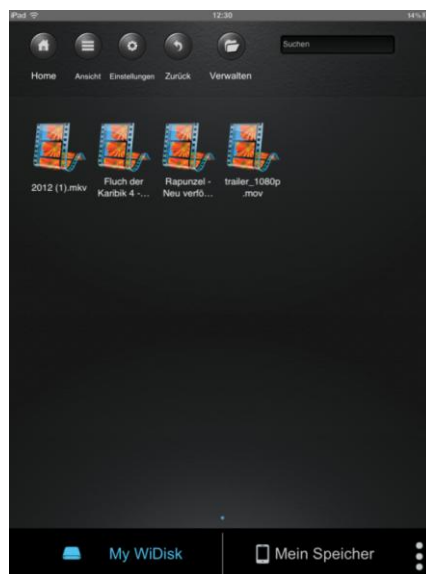 iPad 12:30 14%
Suchen
Home Ansicht Einstellungen Zurück Verwalten
2012 (1).mkv
Fluch der
Karibik 4 -...
Rapunzel -
Neu verfö...
trailer_1080p
.mov
My WiDisk Mein Speicher